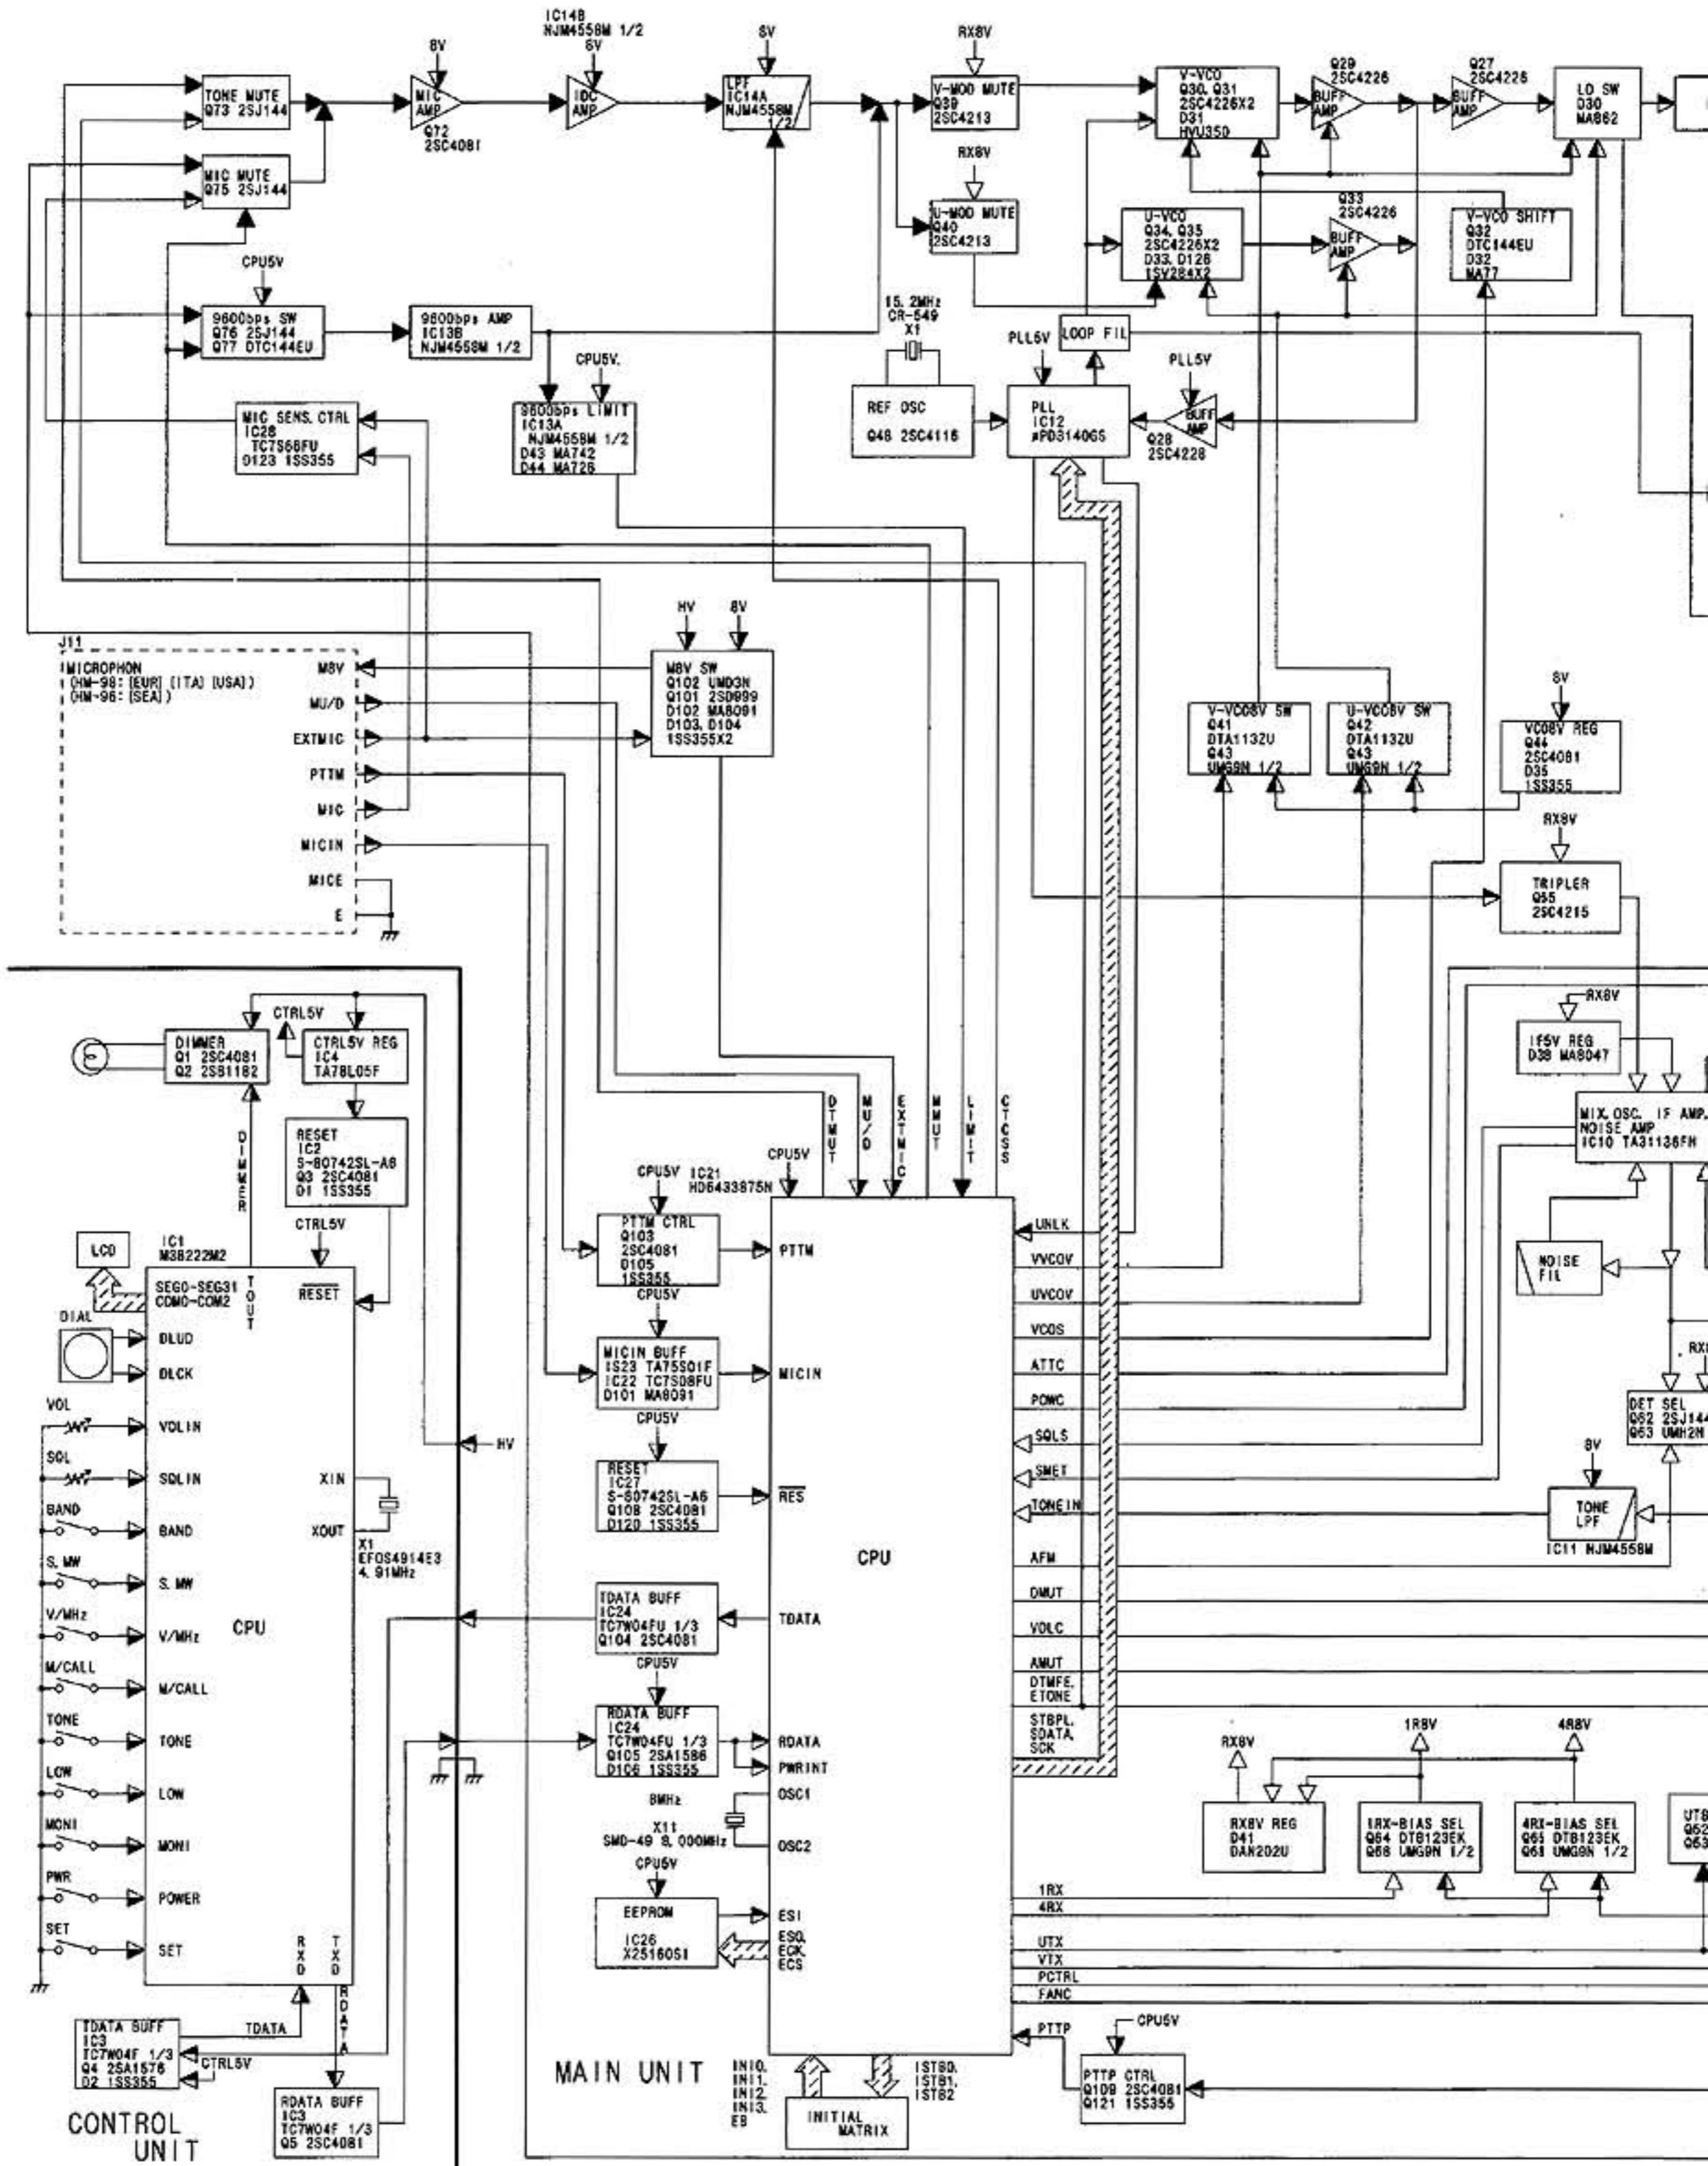 IC14B
NJM4558M 1/2
8V
6V
8V
RX8V
TONE MUTE
Q73 2SJ144
MIC
AMP
Q72
2SC4081
IDC
AMP
LPF
IC14A
NJM4558M
1/2
V-MOD MUTE
Q39
2SC4213
V-VCO
Q30, Q31
2SC4226X2
D31
HVU350
Q29
2SC4226
BUFF
AMP
Q27
2SC4226
BUFF
AMP
LO SW
D30
MA862
MIC MUTE
Q75 2SJ144
RX8V
U-MOD MUTE
Q40
2SC4213
U-VCO
Q34, Q35
2SC4226X2
D33, D126
1SV284X2
Q33
2SC4226
BUFF
AMP
V-VCO SHIFT
Q32
DTC144EU
D32
MA77
CPU5V
9600bps SW
Q76 2SJ144
Q77 DTC144EU
9600bps AMP
IC13B
NJM4558M 1/2
15.2MHz
CR-549
X1
PLL5V
LOOP FIL
PLL5V
CPU5V
MIC SENS. CTRL
IC28
TC7S66FU
D123 1SS355
9600bps LIMIT
IC13A
NJM4558M 1/2
D43 MA742
D44 MA728
REF OSC
Q48 2SC4116
PLL
IC12
μPD3140GS
BUFF
AMP
Q28
2SC4228
J11
MICROPHON
(HM-98: [EUR] [ITA] [USA])
(HM-96: [SEA])
M8V
MU/D
EXTMIC
PTTM
MIC
MICIN
MICE
E
HV
8V
M8V SW
Q102 UMD3N
Q101 2SD999
D102 MA8091
D103, D104
1SS355X2
V-VCO8V SW
Q41
DTA113ZU
Q43
UMG9N 1/2
U-VCO8V SW
Q42
DTA113ZU
Q43
UMG9N 1/2
8V
VCO8V REG
Q44
2SC4081
D35
1SS355
RX8V
TRIPLER
Q55
2SC4215
RX8V
IF5V REG
D38 MA8047
MIX, OSC, IF AMP,
NOISE AMP
IC10 TA31136FN
NOISE
FIL
DET SEL
Q62 2SJ144
Q63 UMH2N
8V
TONE
LPF
IC11 NJM4558M
DIMMER
Q1 2SC4081
Q2 2SB1182
CTRL5V
CTRL5V REG
IC4
TA78L05F
RESET
IC2
S-80742SL-A6
Q3 2SC4081
D1 1SS355
DIMMER
CTRL5V
LCD
IC1
M38222M2
SEG0-SEG31
COM0-COM2
TOUT
RESET
DIAL
DLUD
DLCK
VOL
VOLIN
SQL
SQLIN
XIN
BAND
BAND
XOUT
X1
EFOS4914E3
4.91MHz
S.MW
S.MW
V/MHz
V/MHz
CPU
M/CALL
M/CALL
TONE
TONE
LOW
LOW
MONI
MONI
PWR
POWER
SET
SET
RXD
TXD
HV
TDATA BUFF
IC3
TC7W04F 1/3
Q4 2SA1576
D2 1SS355
TDATA
RDATA
CTRL5V
RDATA BUFF
IC3
TC7W04F 1/3
Q5 2SC4081
CONTROL
UNIT
DTMUT
MU/D
EXTMIC
MMUT
LIMIT
CTCSS
CPU5V
CPU5V
IC21
HD6433875N
PTTM CTRL
Q103
2SC4081
D105
1SS355
PTTM
CPU5V
MICIN BUFF
IS23 TA75S01F
IC22 TC7S08FU
D101 MA8091
MICIN
CPU5V
RESET
IC27
S-80742SL-A6
Q108 2SC4081
D120 1SS355
RES
CPU
TDATA BUFF
IC24
TC7W04FU 1/3
Q104 2SC4081
TDATA
CPU5V
RDATA BUFF
IC24
TC7W04FU 1/3
Q105 2SA1586
D106 1SS355
RDATA
PWRINT
8MHz
X11
SMD-49 8.000MHz
OSC1
OSC2
CPU5V
EEPROM
IC26
X25160SI
ESI
ESO,
ECK,
ECS
UNLK
VVCOV
UVCOV
VCOS
ATTC
POWC
SQLS
SMET
TONEIN
AFM
DMUT
VOLC
AMUT
DTMFE,
ETONE
STBPL,
SDATA,
SCK
1RX
4RX
UTX
VTX
PCTRL
FANC
PTTP
RX8V
RX8V REG
D41
DAN202U
1R8V
1RX-BIAS SEL
Q64 DTB123EK
Q68 UMG9N 1/2
4R8V
4RX-BIAS SEL
Q65 DTB123EK
Q68 UMG9N 1/2
CPU5V
PTTP CTRL
Q109 2SC4081
Q121 1SS355
MAIN UNIT
INI0,
INI1,
INI2,
INI3,
EB
INITIAL
MATRIX
ISTB0,
ISTB1,
ISTB2